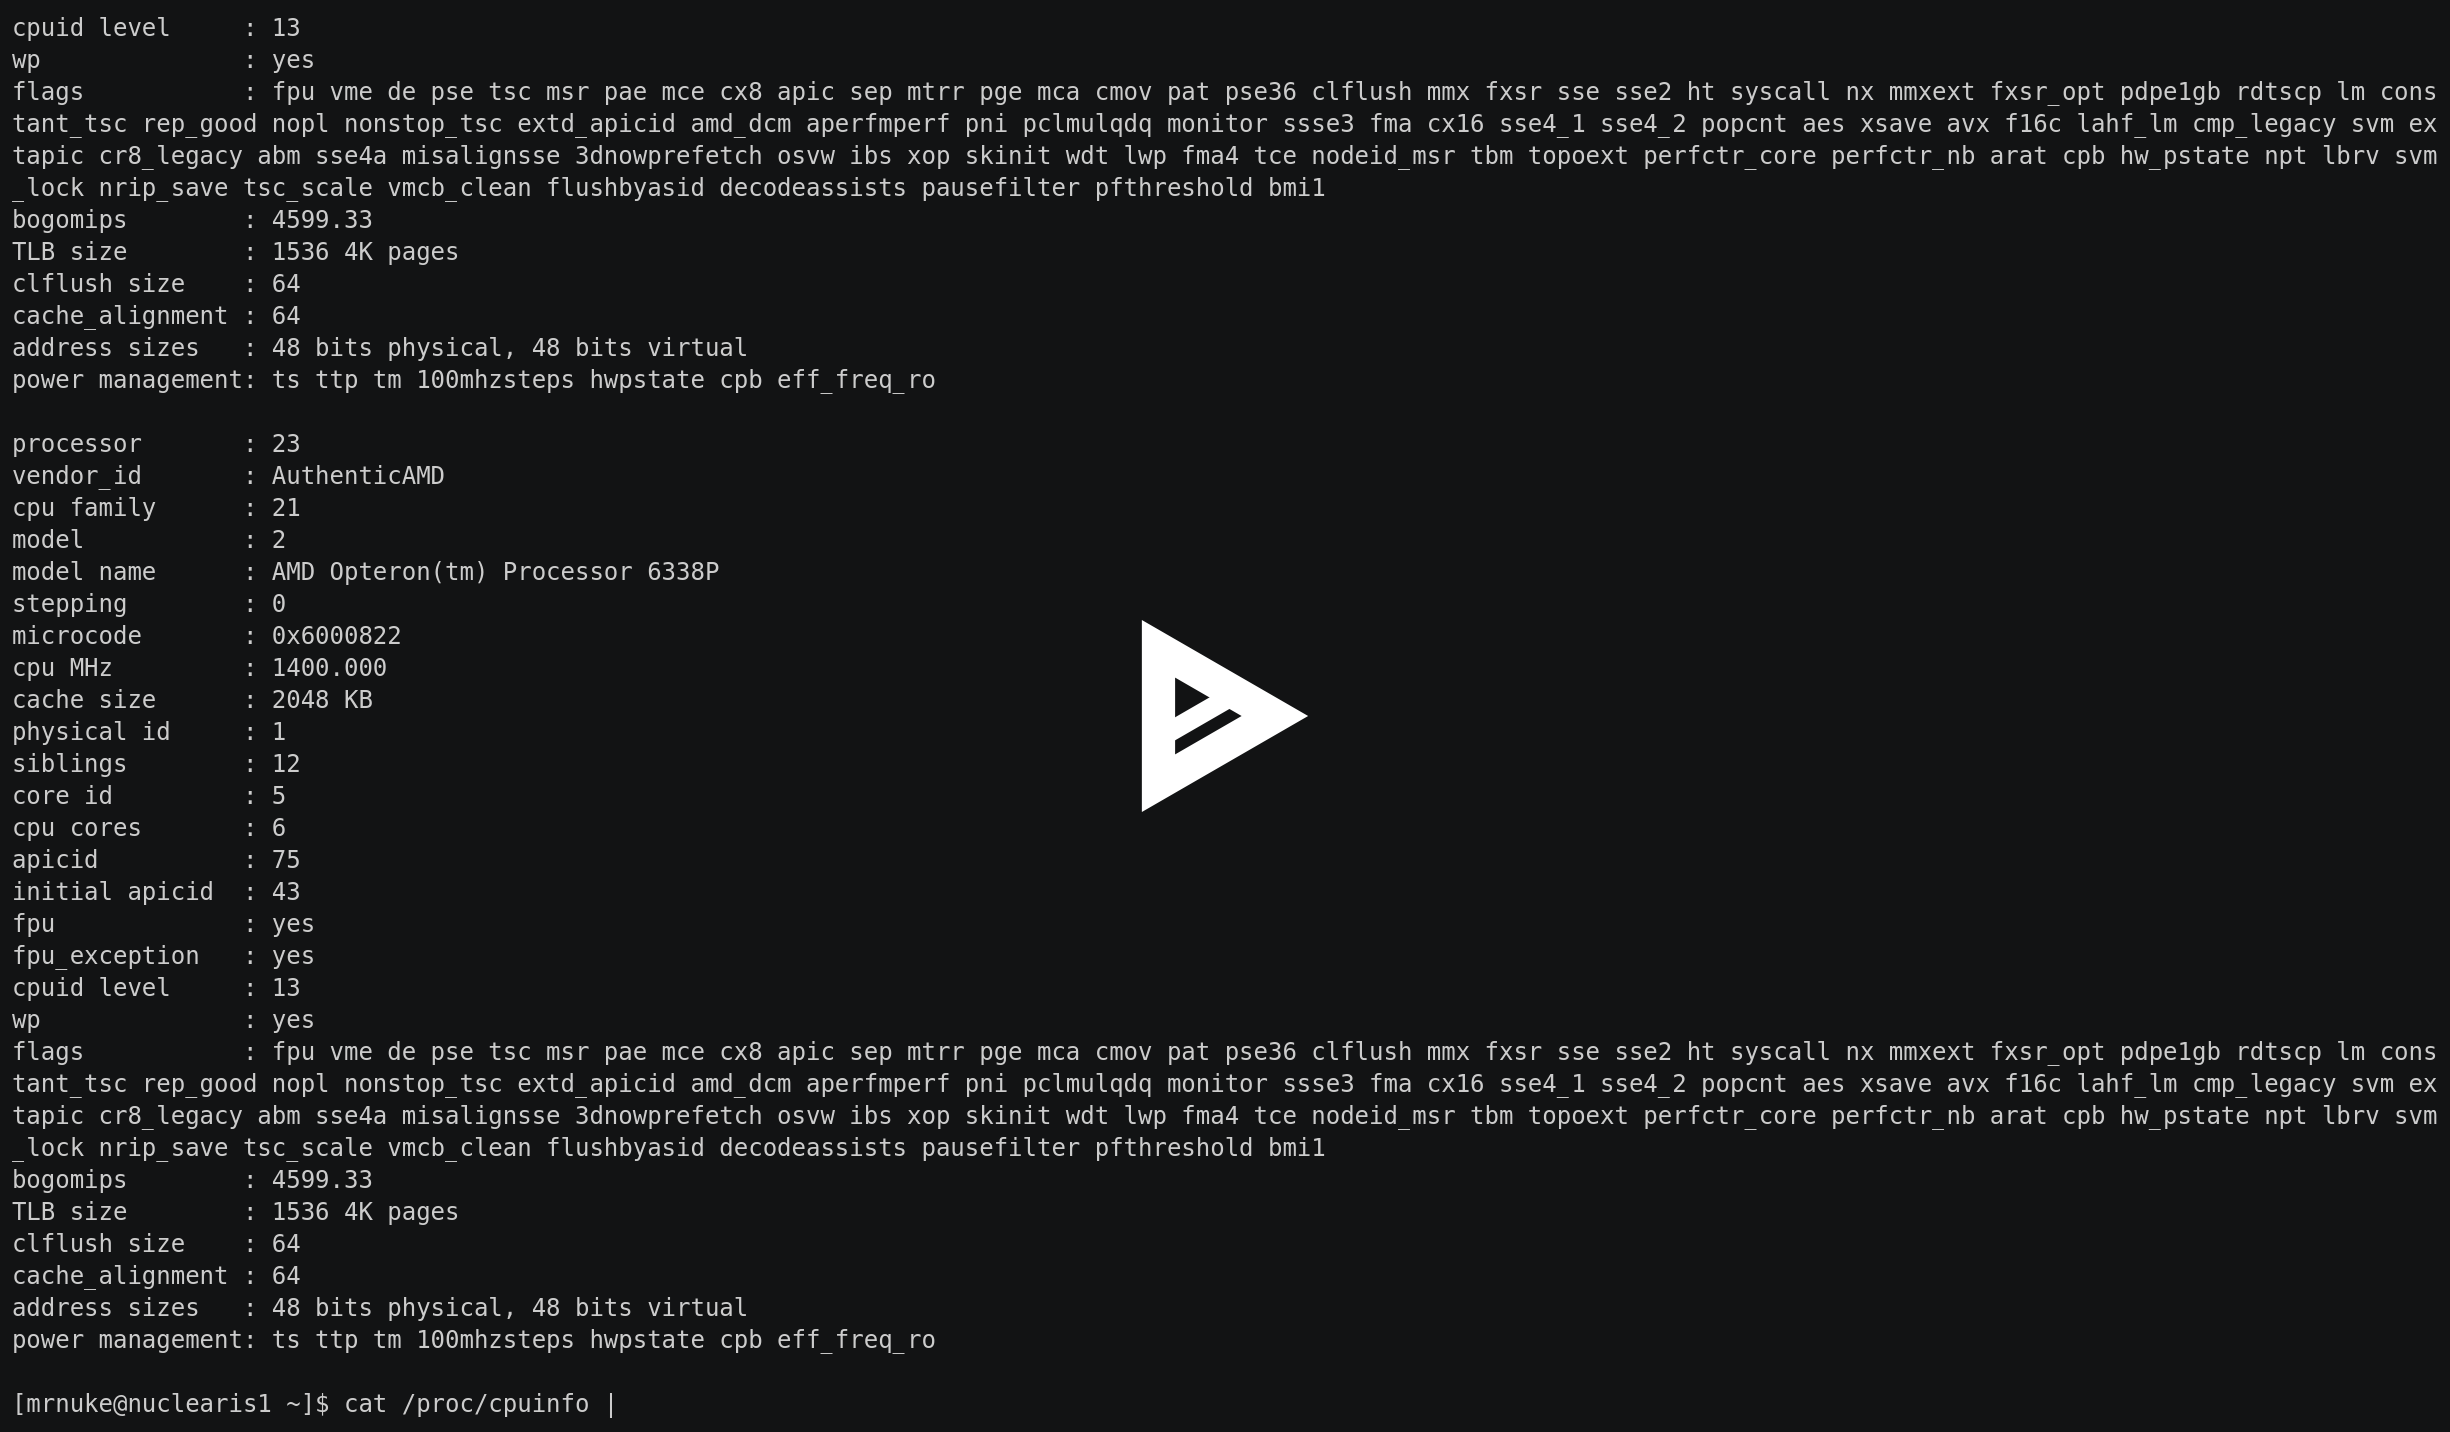 cpuid level     : 13
wp              : yes
flags           : fpu vme de pse tsc msr pae mce cx8 apic sep mtrr pge mca cmov pat pse36 clflush mmx fxsr sse sse2 ht syscall nx mmxext fxsr_opt pdpe1gb rdtscp lm cons
tant_tsc rep_good nopl nonstop_tsc extd_apicid amd_dcm aperfmperf pni pclmulqdq monitor ssse3 fma cx16 sse4_1 sse4_2 popcnt aes xsave avx f16c lahf_lm cmp_legacy svm ex
tapic cr8_legacy abm sse4a misalignsse 3dnowprefetch osvw ibs xop skinit wdt lwp fma4 tce nodeid_msr tbm topoext perfctr_core perfctr_nb arat cpb hw_pstate npt lbrv svm
_lock nrip_save tsc_scale vmcb_clean flushbyasid decodeassists pausefilter pfthreshold bmi1
bogomips        : 4599.33
TLB size        : 1536 4K pages
clflush size    : 64
cache_alignment : 64
address sizes   : 48 bits physical, 48 bits virtual
power management: ts ttp tm 100mhzsteps hwpstate cpb eff_freq_ro

processor       : 23
vendor_id       : AuthenticAMD
cpu family      : 21
model           : 2
model name      : AMD Opteron(tm) Processor 6338P
stepping        : 0
microcode       : 0x6000822
cpu MHz         : 1400.000
cache size      : 2048 KB
physical id     : 1
siblings        : 12
core id         : 5
cpu cores       : 6
apicid          : 75
initial apicid  : 43
fpu             : yes
fpu_exception   : yes
cpuid level     : 13
wp              : yes
flags           : fpu vme de pse tsc msr pae mce cx8 apic sep mtrr pge mca cmov pat pse36 clflush mmx fxsr sse sse2 ht syscall nx mmxext fxsr_opt pdpe1gb rdtscp lm cons
tant_tsc rep_good nopl nonstop_tsc extd_apicid amd_dcm aperfmperf pni pclmulqdq monitor ssse3 fma cx16 sse4_1 sse4_2 popcnt aes xsave avx f16c lahf_lm cmp_legacy svm ex
tapic cr8_legacy abm sse4a misalignsse 3dnowprefetch osvw ibs xop skinit wdt lwp fma4 tce nodeid_msr tbm topoext perfctr_core perfctr_nb arat cpb hw_pstate npt lbrv svm
_lock nrip_save tsc_scale vmcb_clean flushbyasid decodeassists pausefilter pfthreshold bmi1
bogomips        : 4599.33
TLB size        : 1536 4K pages
clflush size    : 64
cache_alignment : 64
address sizes   : 48 bits physical, 48 bits virtual
power management: ts ttp tm 100mhzsteps hwpstate cpb eff_freq_ro

[mrnuke@nuclearis1 ~]$ cat /proc/cpuinfo |